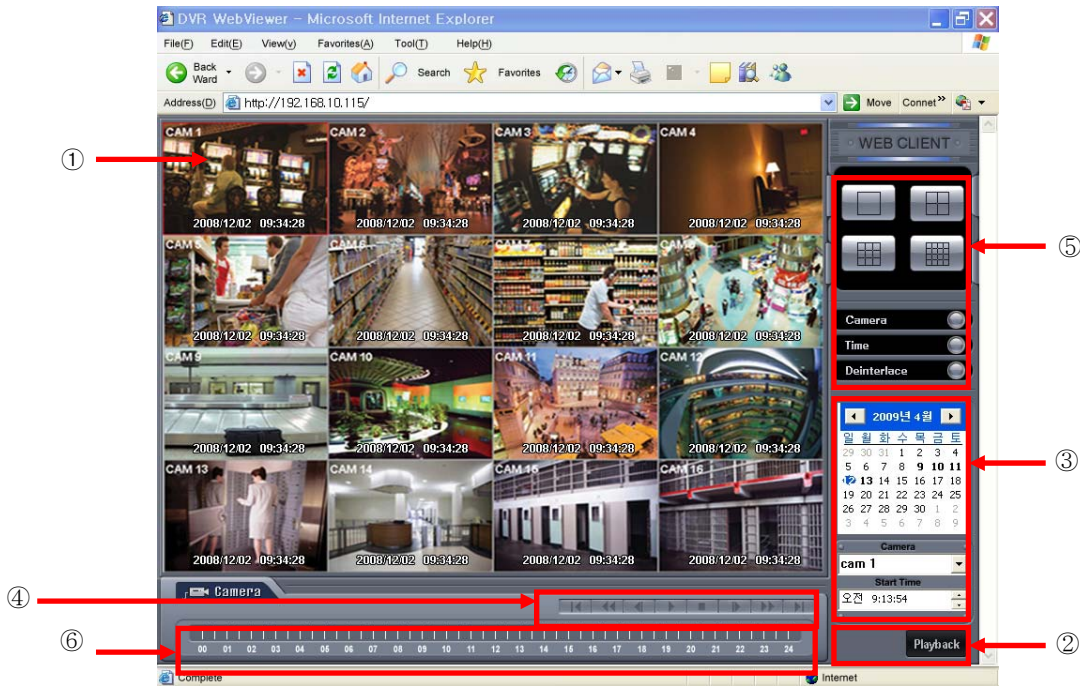 DVR WebViewer - Microsoft Internet Explorer
File(F) Edit(E) View(v) Favorites(A) Tool(T) Help(H)
Back Ward Search Favorites
Address(D) http://192.168.10.115/ Move Connet »
WEB CLIENT
①
CAM 1 CAM 2 CAM 3 CAM 4
2008/12/02 09:34:28 2008/12/02 09:34:28 2008/12/02 09:34:28 2008/12/02 09:34:28
⑤
CAM 5 CAM 6 CAM 7 CAM 8
2008/12/02 09:34:28 2008/12/02 09:34:28 2008/12/02 09:34:28 2008/12/02 09:34:28
Camera
Time
Deinterlace
CAM 9 CAM 10 CAM 11 CAM 12
2008/12/02 09:34:28 2008/12/02 09:34:28 2008/12/02 09:34:28 2008/12/02 09:34:28
2009년 4월
일 월 화 수 목 금 토
29 30 31 1 2 3 4
5 6 7 8 9 10 11
12 13 14 15 16 17 18
19 20 21 22 23 24 25
26 27 28 29 30 1 2
3 4 5 6 7 8 9
③
CAM 13 CAM 14 CAM 15 CAM 16
2008/12/02 09:34:28 2008/12/02 09:34:28 2008/12/02 09:34:28 2008/12/02 09:34:28
Camera
cam 1
Start Time
오전 9:13:54
④
Camera
⑥
00 01 02 03 04 05 06 07 08 09 10 11 12 13 14 15 16 17 18 19 20 21 22 23 24
Playback
②
Complete Internet